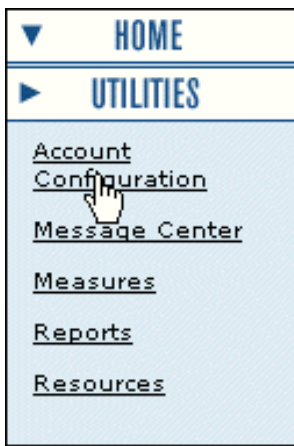 HOME
UTILITIES
Account
Configuration
Message Center
Measures
Reports
Resources